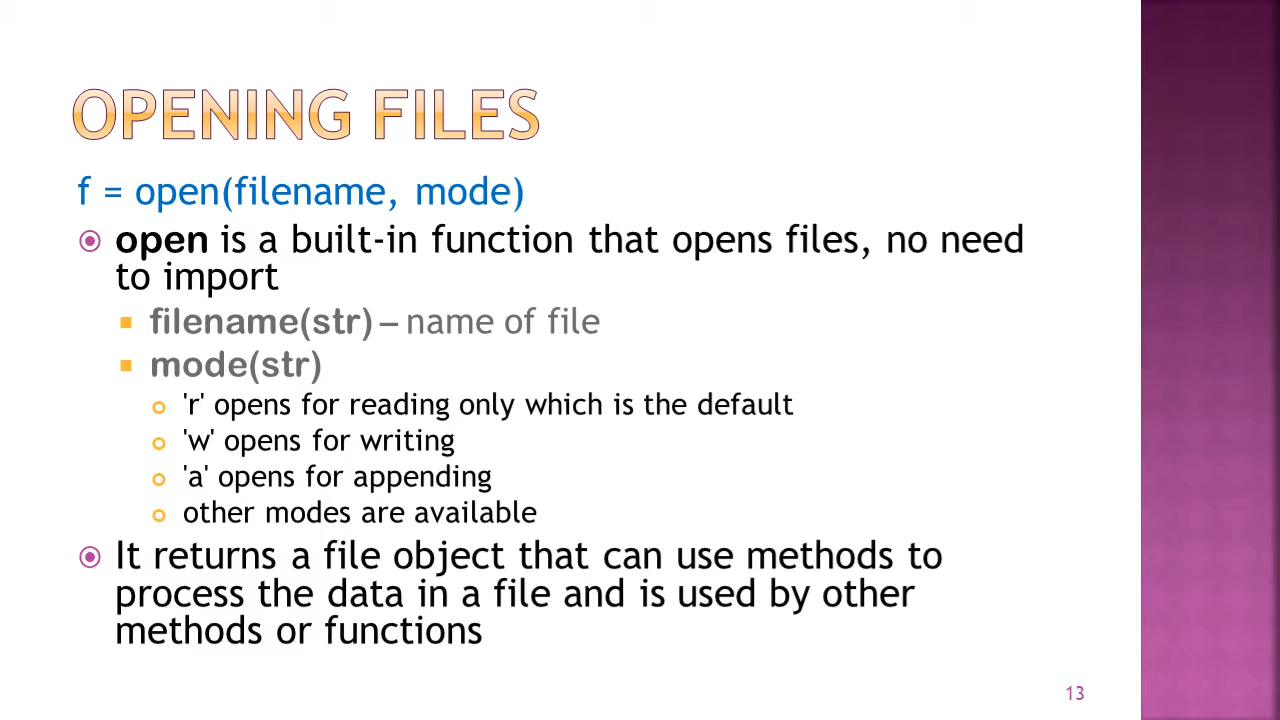 OPENING FILES
f = open(filename, mode)
open is a built-in function that opens files, no need
to import
filename(str) – name of file
mode(str)
'r' opens for reading only which is the default
'w' opens for writing
'a' opens for appending
other modes are available
It returns a file object that can use methods to
process the data in a file and is used by other
methods or functions
13